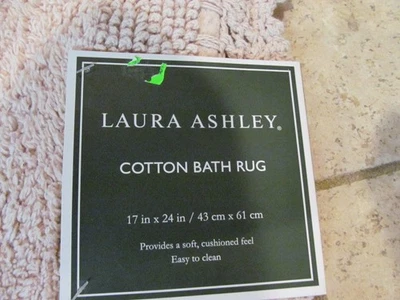 LAURA ASHLEY®
COTTON BATH RUG
17 in x 24 in / 43 cm x 61 cm
Provides a soft, cushioned feel
Easy to clean